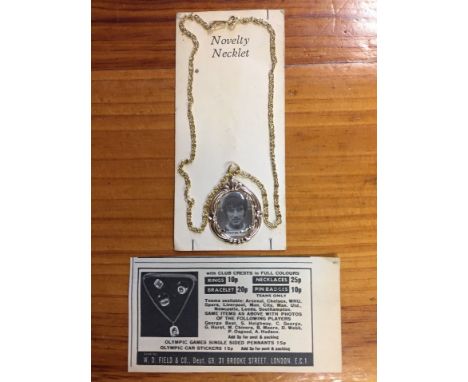 Novelty
Necklet
with CLUB CRESTS in FULL COLOURS
RINGS 10p NECKLACES 25p
BRACELET 20p PIN BADGES 10p
TEAMS ONLY
Teams available: Arsenal, Chelsea, MNU,
Spurs, Liverpool, Man. City, Man. Utd,
Newcastle, Leeds, Southampton.
SAME ITEMS AS ABOVE WITH PHOTOS
OF THE FOLLOWING PLAYERS
George Best, S. Heighway, C. George,
G. Hurst, M. Chivers, B. Moore, D. Webb,
P. Osgood, A. Hudson
Add 5p for post & packing
OLYMPIC GAMES SINGLE SIDED PENNANTS 15p
OLYMPIC CAR STICKERS 10p Add 5p for post & packing
W. D. FIELD & CO., Dept. G9, 31 BROOKE STREET, LONDON, E.C.1